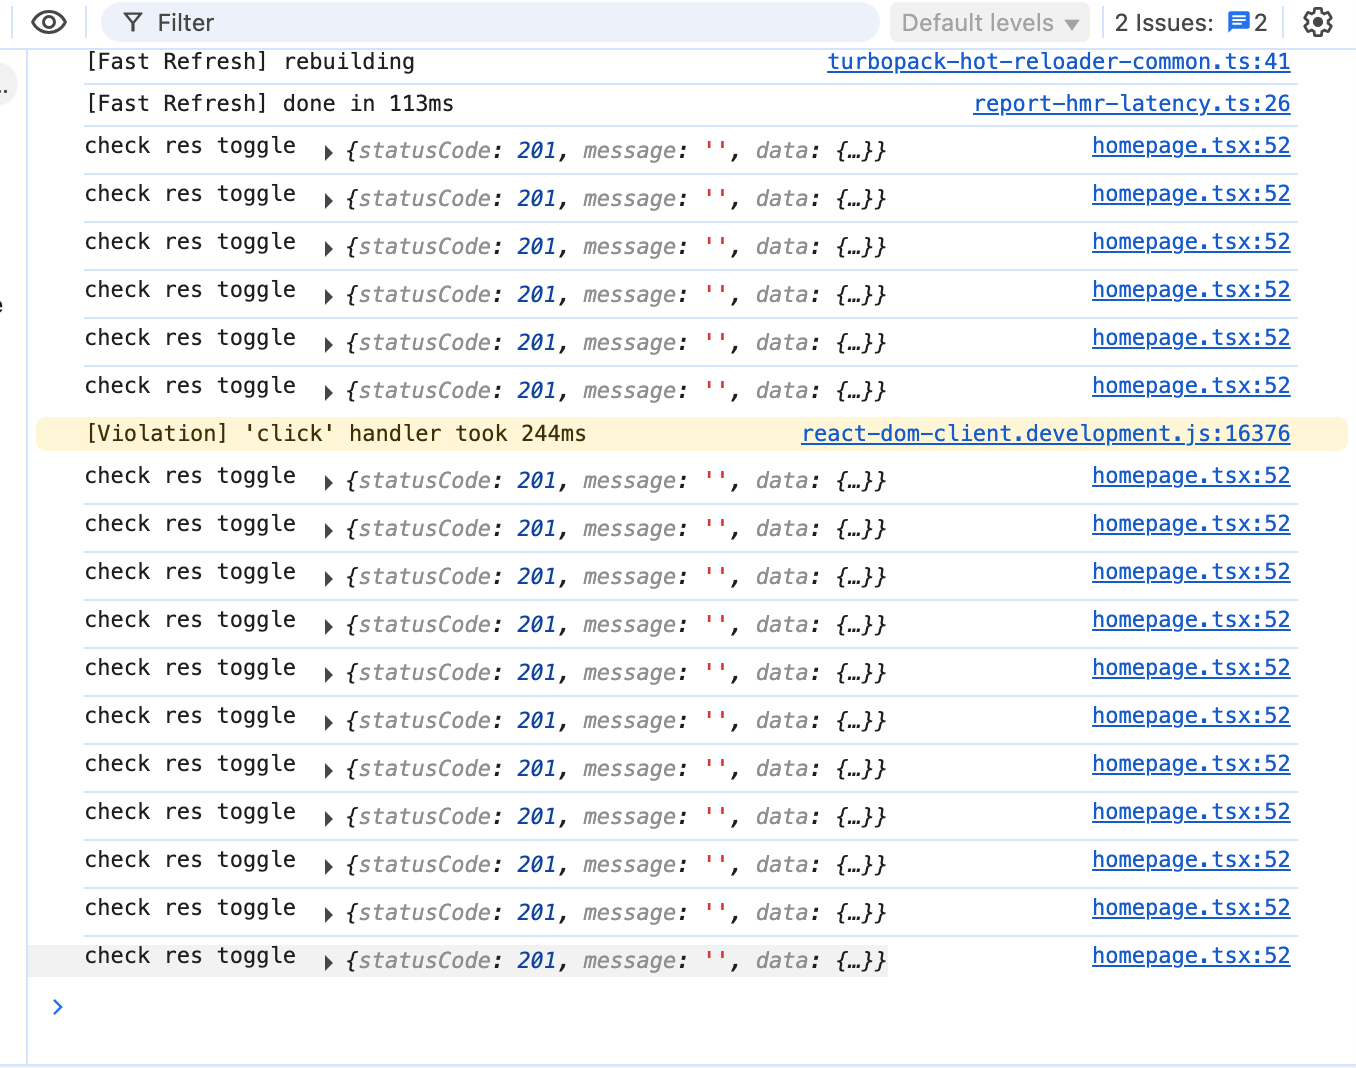 Filter Default levels ▼ 2 Issues: 2
[Fast Refresh] rebuilding turbopack-hot-reloader-common.ts:41
[Fast Refresh] done in 113ms report-hmr-latency.ts:26
check res toggle ▶ {statusCode: 201, message: '', data: {…}} homepage.tsx:52
check res toggle ▶ {statusCode: 201, message: '', data: {…}} homepage.tsx:52
check res toggle ▶ {statusCode: 201, message: '', data: {…}} homepage.tsx:52
check res toggle ▶ {statusCode: 201, message: '', data: {…}} homepage.tsx:52
check res toggle ▶ {statusCode: 201, message: '', data: {…}} homepage.tsx:52
check res toggle ▶ {statusCode: 201, message: '', data: {…}} homepage.tsx:52
[Violation] 'click' handler took 244ms react-dom-client.development.js:16376
check res toggle ▶ {statusCode: 201, message: '', data: {…}} homepage.tsx:52
check res toggle ▶ {statusCode: 201, message: '', data: {…}} homepage.tsx:52
check res toggle ▶ {statusCode: 201, message: '', data: {…}} homepage.tsx:52
check res toggle ▶ {statusCode: 201, message: '', data: {…}} homepage.tsx:52
check res toggle ▶ {statusCode: 201, message: '', data: {…}} homepage.tsx:52
check res toggle ▶ {statusCode: 201, message: '', data: {…}} homepage.tsx:52
check res toggle ▶ {statusCode: 201, message: '', data: {…}} homepage.tsx:52
check res toggle ▶ {statusCode: 201, message: '', data: {…}} homepage.tsx:52
check res toggle ▶ {statusCode: 201, message: '', data: {…}} homepage.tsx:52
check res toggle ▶ {statusCode: 201, message: '', data: {…}} homepage.tsx:52
check res toggle ▶ {statusCode: 201, message: '', data: {…}} homepage.tsx:52